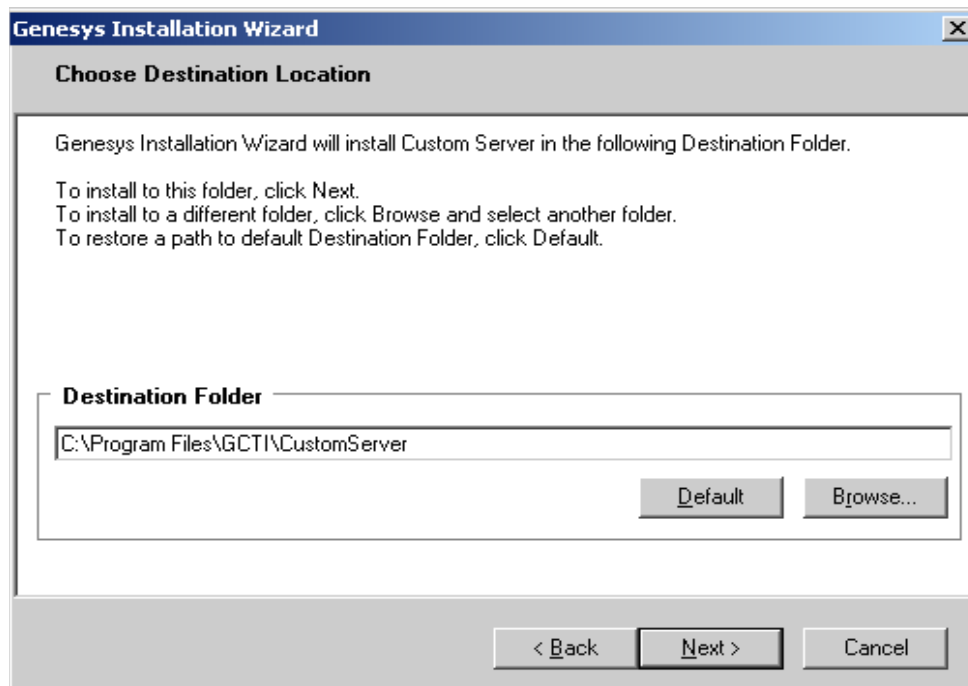 Genesys Installation Wizard
Choose Destination Location
Genesys Installation Wizard will install Custom Server in the following Destination Folder.
To install to this folder, click Next.
To install to a different folder, click Browse and select another folder.
To restore a path to default Destination Folder, click Default.
Destination Folder
C:\Program Files\GCTI\CustomServer
Default Browse...
< Back Next > Cancel